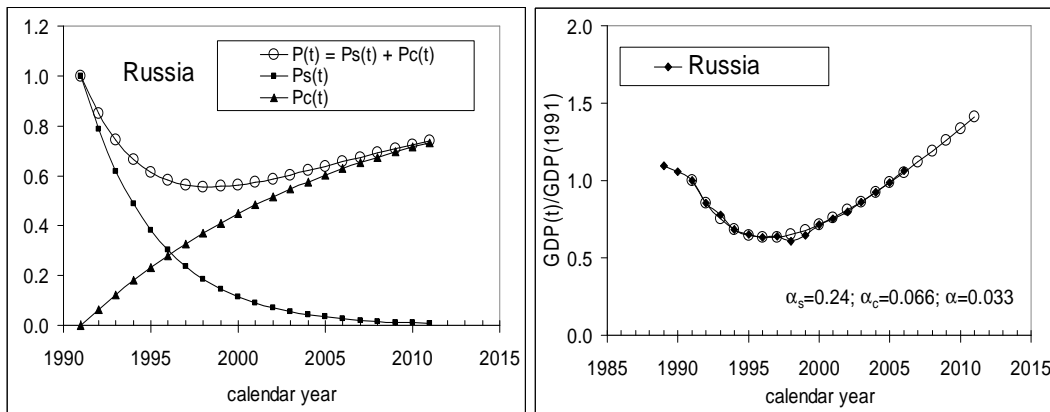 1.2
1.0
0.8
0.6
0.4
0.2
0.0
Russia
P(t) = Ps(t) + Pc(t)
Ps(t)
Pc(t)
1990 1995 2000 2005 2010 2015
calendar year
GDP(t)/GDP(1991)
2.0
1.5
1.0
0.5
0.0
Russia
αs=0.24; αc=0.066; α=0.033
1985 1990 1995 2000 2005 2010 2015
calendar year